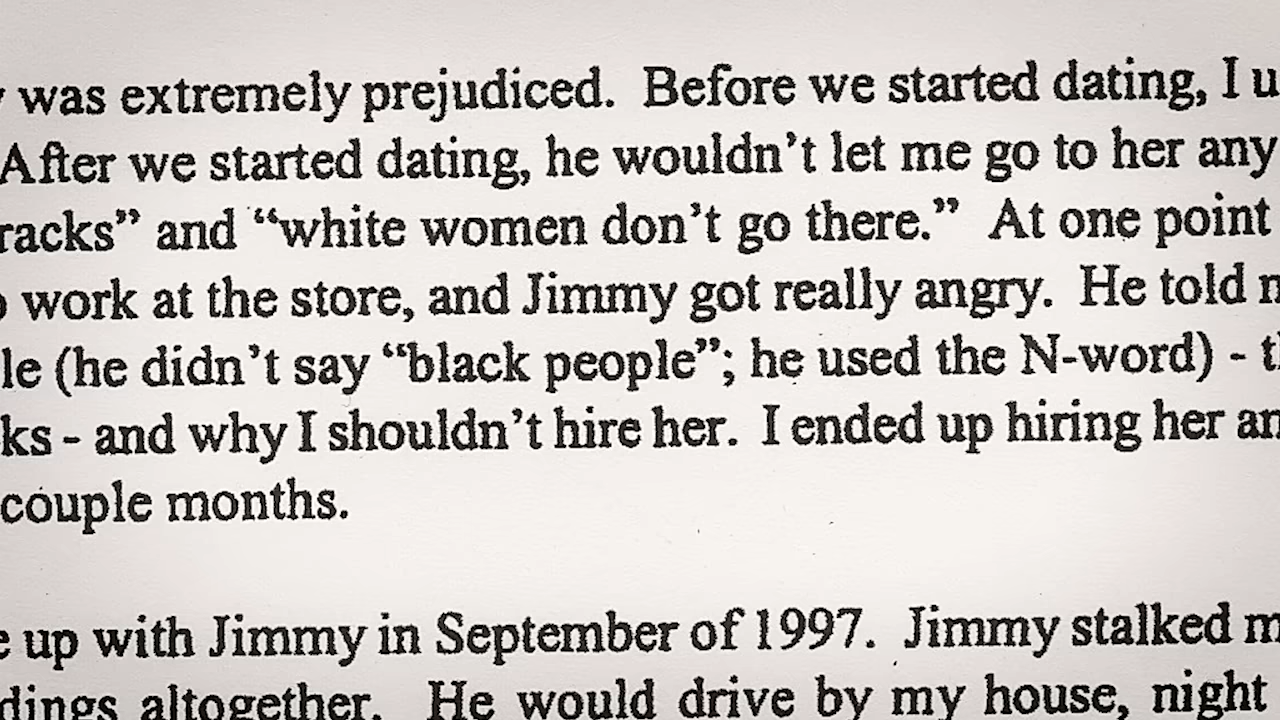 was extremely prejudiced. Before we started dating, I u
After we started dating, he wouldn't let me go to her any
racks” and “white women don't go there.” At one point
work at the store, and Jimmy got really angry. He told
le (he didn't say “black people”; he used the N-word) -
ks - and why I shouldn't hire her. I ended up hiring her an
couple months.
up with Jimmy in September of 1997. Jimmy stalked
dings altogether. He would drive by my house, night